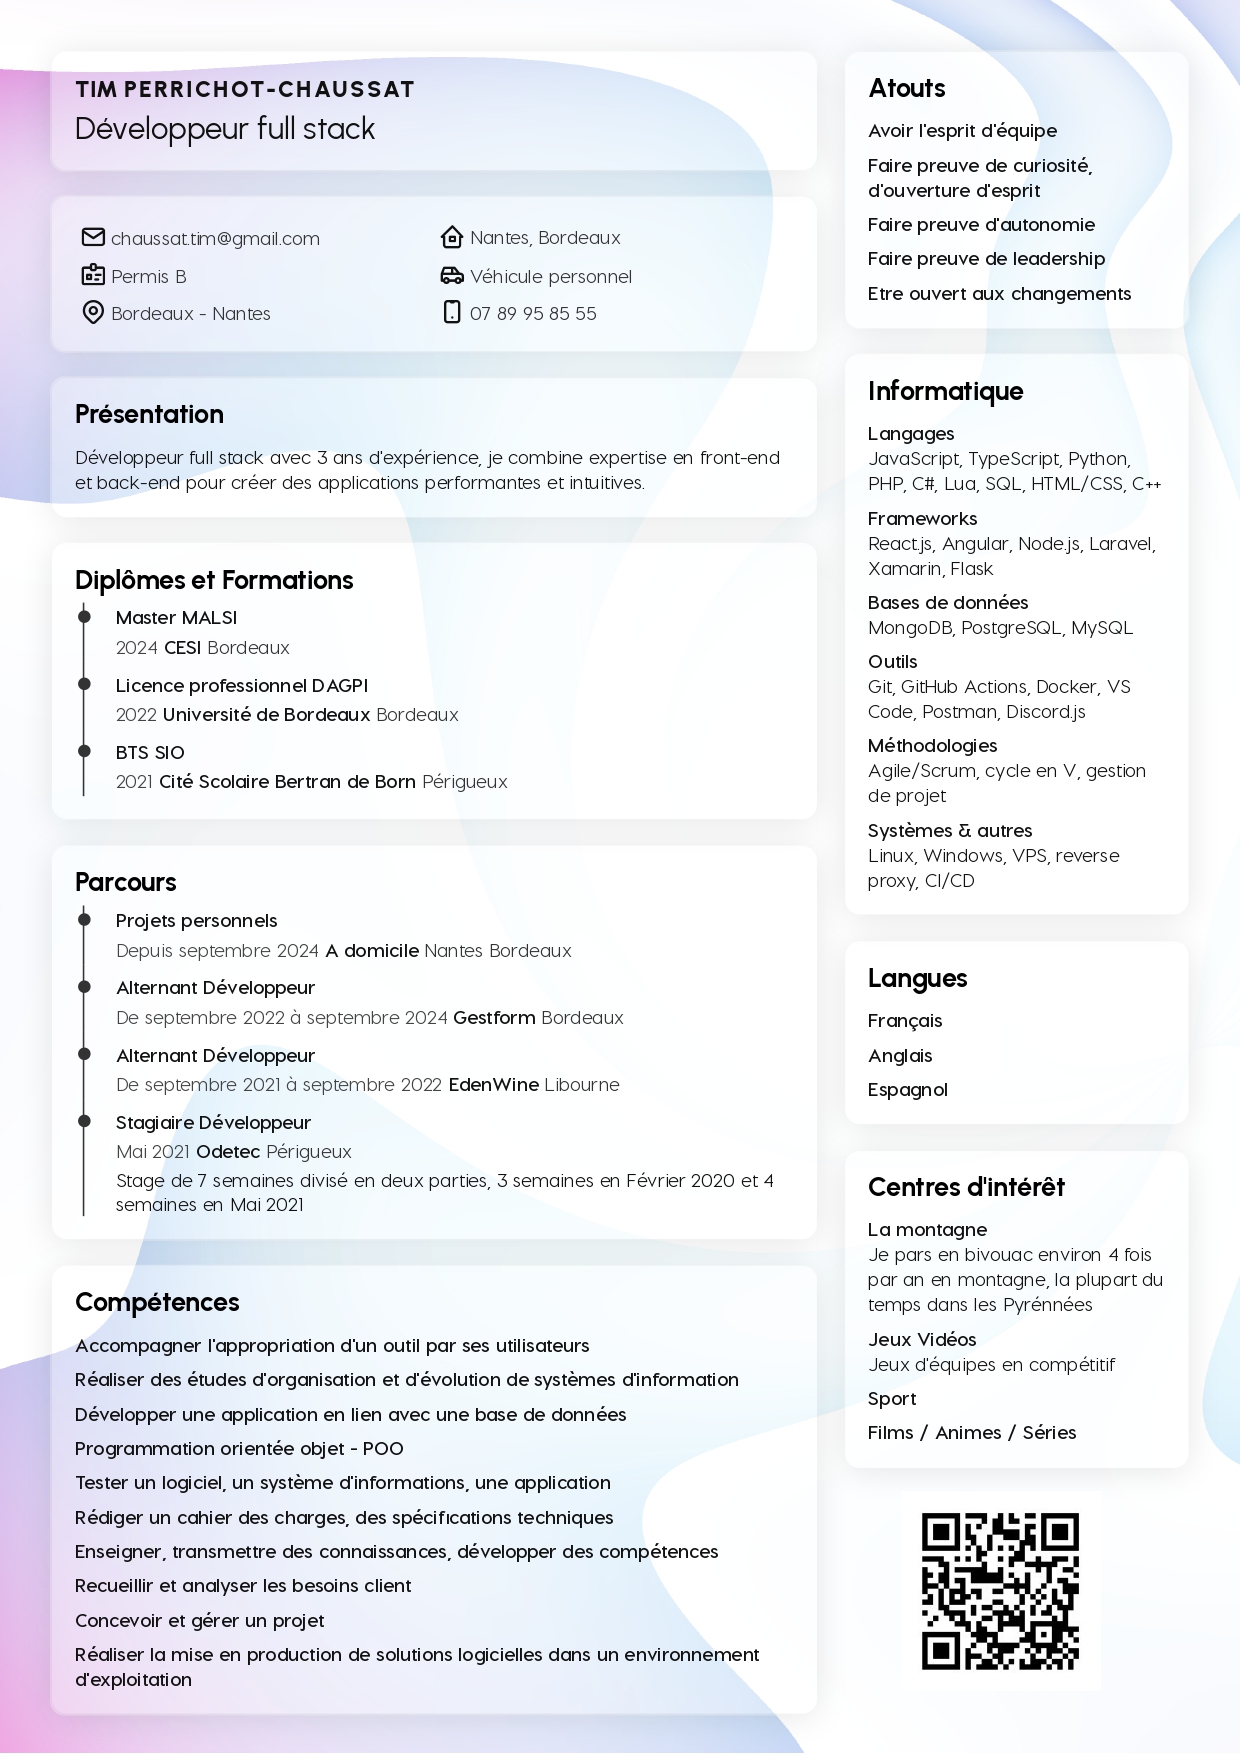 TIM PERRICHOT-CHAUSSAT
Développeur full stack
chaussat.tim@gmail.com
Nantes, Bordeaux
Permis B
Véhicule personnel
Bordeaux - Nantes
07 89 95 85 55
Présentation
Développeur full stack avec 3 ans d'expérience, je combine expertise en front-end
et back-end pour créer des applications performantes et intuitives.
Diplômes et Formations
Master MALSI
2024 CESI Bordeaux
Licence professionnel DAGPI
2022 Université de Bordeaux Bordeaux
BTS SIO
2021 Cité Scolaire Bertran de Born Périgueux
Parcours
Projets personnels
Depuis septembre 2024 A domicile Nantes Bordeaux
Alternant Développeur
De septembre 2022 à septembre 2024 Gestform Bordeaux
Alternant Développeur
De septembre 2021 à septembre 2022 EdenWine Libourne
Stagiaire Développeur
Mai 2021 Odetec Périgueux
Stage de 7 semaines divisé en deux parties, 3 semaines en Février 2020 et 4
semaines en Mai 2021
Compétences
Accompagner l'appropriation d'un outil par ses utilisateurs
Réaliser des études d'organisation et d'évolution de systèmes d'information
Développer une application en lien avec une base de données
Programmation orientée objet - POO
Tester un logiciel, un système d'informations, une application
Rédiger un cahier des charges, des spécifications techniques
Enseigner, transmettre des connaissances, développer des compétences
Recueillir et analyser les besoins client
Concevoir et gérer un projet
Réaliser la mise en production de solutions logicielles dans un environnement
d'exploitation
Atouts
Avoir l'esprit d'équipe
Faire preuve de curiosité,
d'ouverture d'esprit
Faire preuve d'autonomie
Faire preuve de leadership
Etre ouvert aux changements
Informatique
Langages
JavaScript, TypeScript, Python,
PHP, C#, Lua, SQL, HTML/CSS, C++
Frameworks
React.js, Angular, Node.js, Laravel,
Xamarin, Flask
Bases de données
MongoDB, PostgreSQL, MySQL
Outils
Git, GitHub Actions, Docker, VS
Code, Postman, Discord.js
Méthodologies
Agile/Scrum, cycle en V, gestion
de projet
Systèmes & autres
Linux, Windows, VPS, reverse
proxy, CI/CD
Langues
Français
Anglais
Espagnol
Centres d'intérêt
La montagne
Je pars en bivouac environ 4 fois
par an en montagne, la plupart du
temps dans les Pyrénnées
Jeux Vidéos
Jeux d'équipes en compétitif
Sport
Films / Animes / Séries